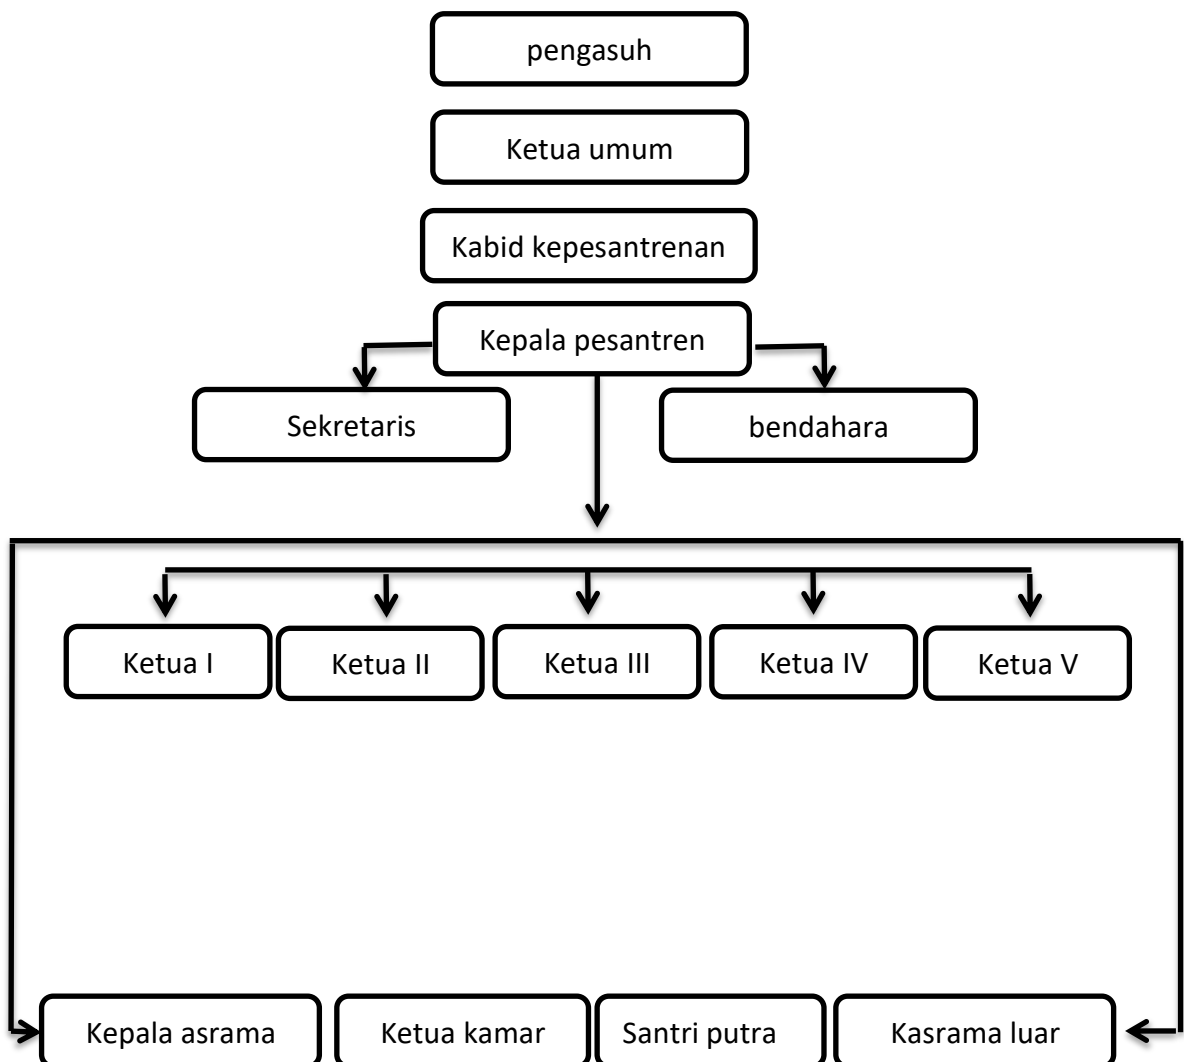 pengasuh
Ketua umum
Kabid kepesantrenan
Kepala pesantren
Sekretaris
bendahara
Ketua I
Ketua II
Ketua III
Ketua IV
Ketua V
Kepala asrama
Ketua kamar
Santri putra
Kasrama luar